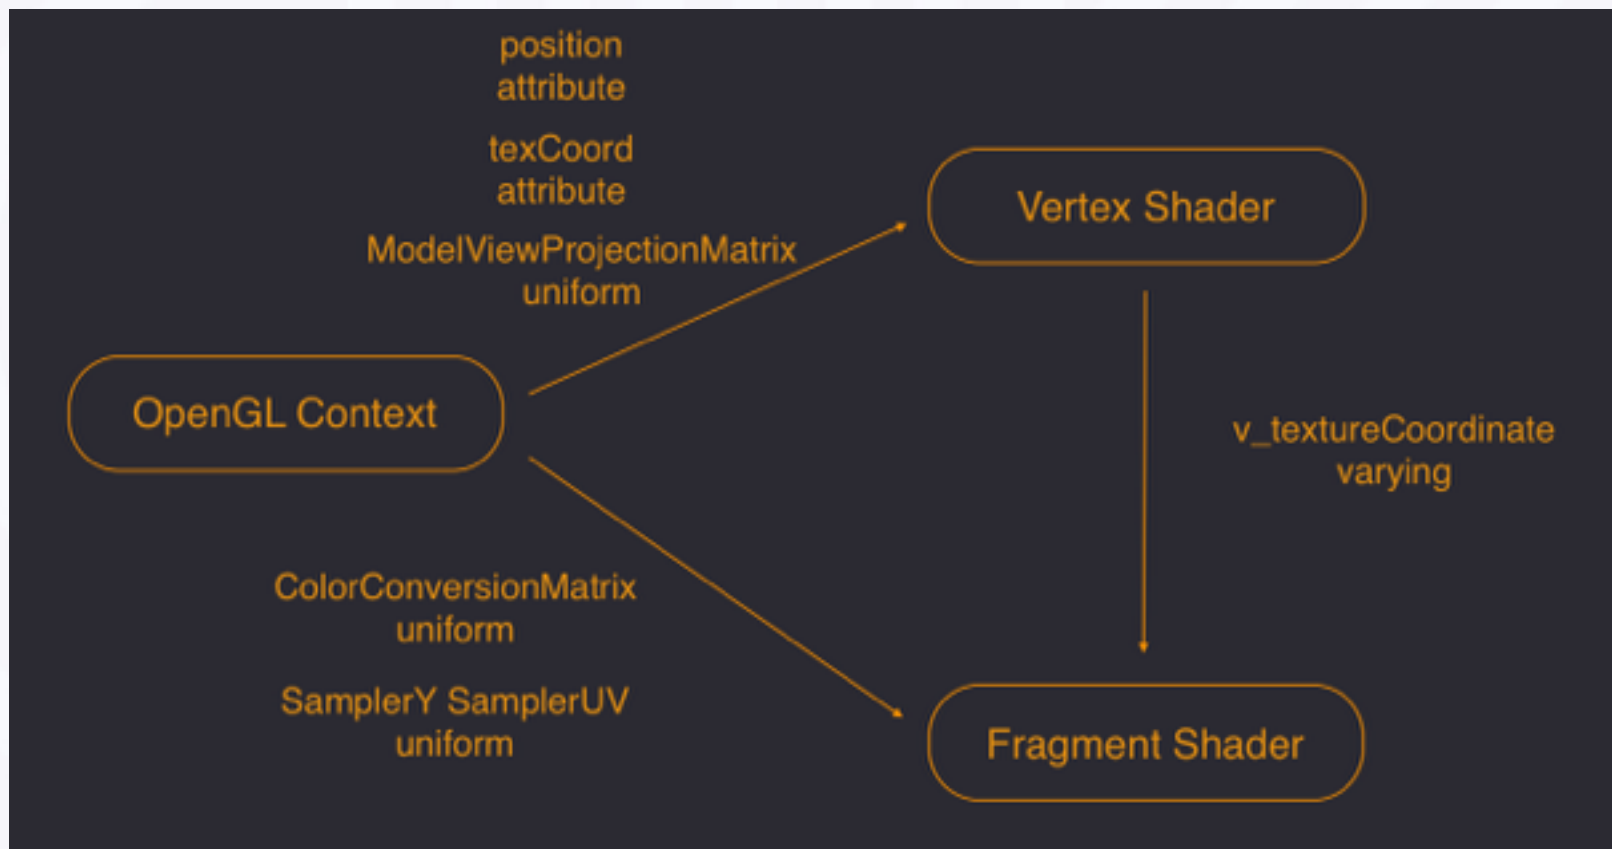 position
attribute
texCoord
attribute
Vertex Shader
ModelViewProjectionMatrix
uniform
OpenGL Context
v_textureCoordinate
varying
ColorConversionMatrix
uniform
SamplerY SamplerUV
uniform
Fragment Shader